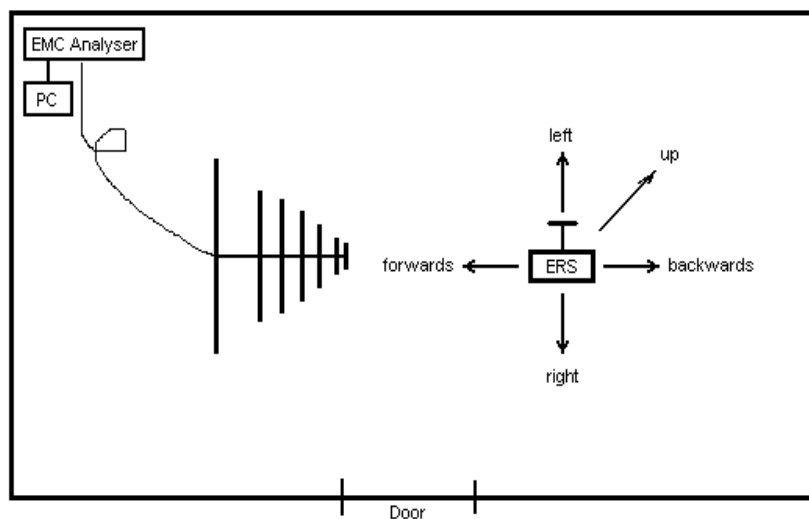 EMC Analyser
PC
left
up
forwards
ERS
backwards
right
Door